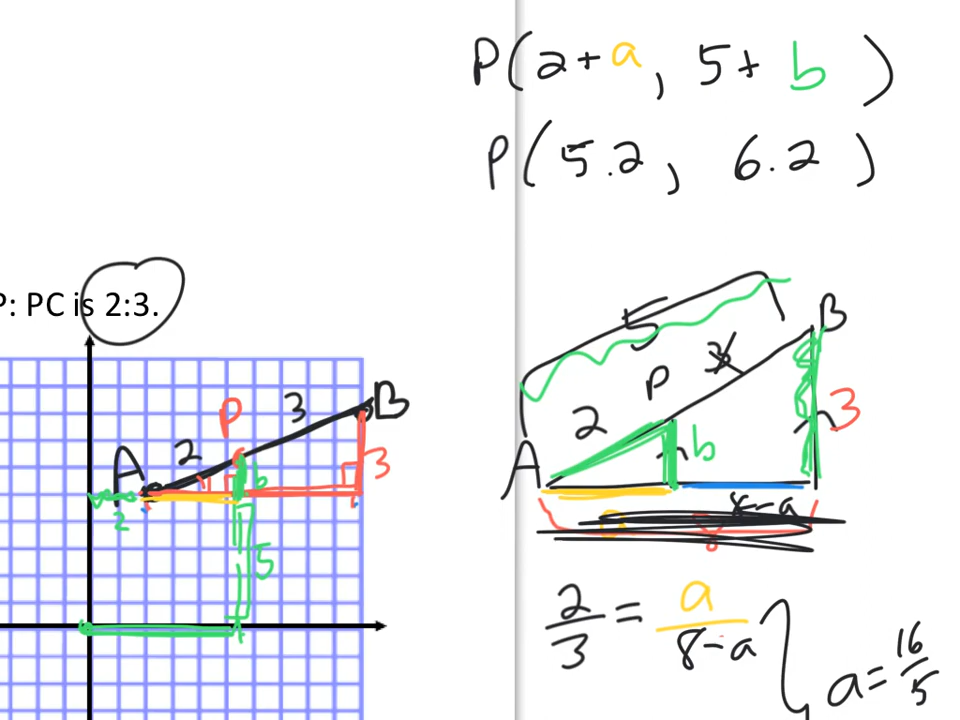 P(2+a, 5+b)
P(5.2, 6.2)
P: PC is 2:3.
A 2 P 3 B
2 b 3
5
5
A 2 P 3 B
b 3
8-a
2/3 = a/8-a
a = 16/5